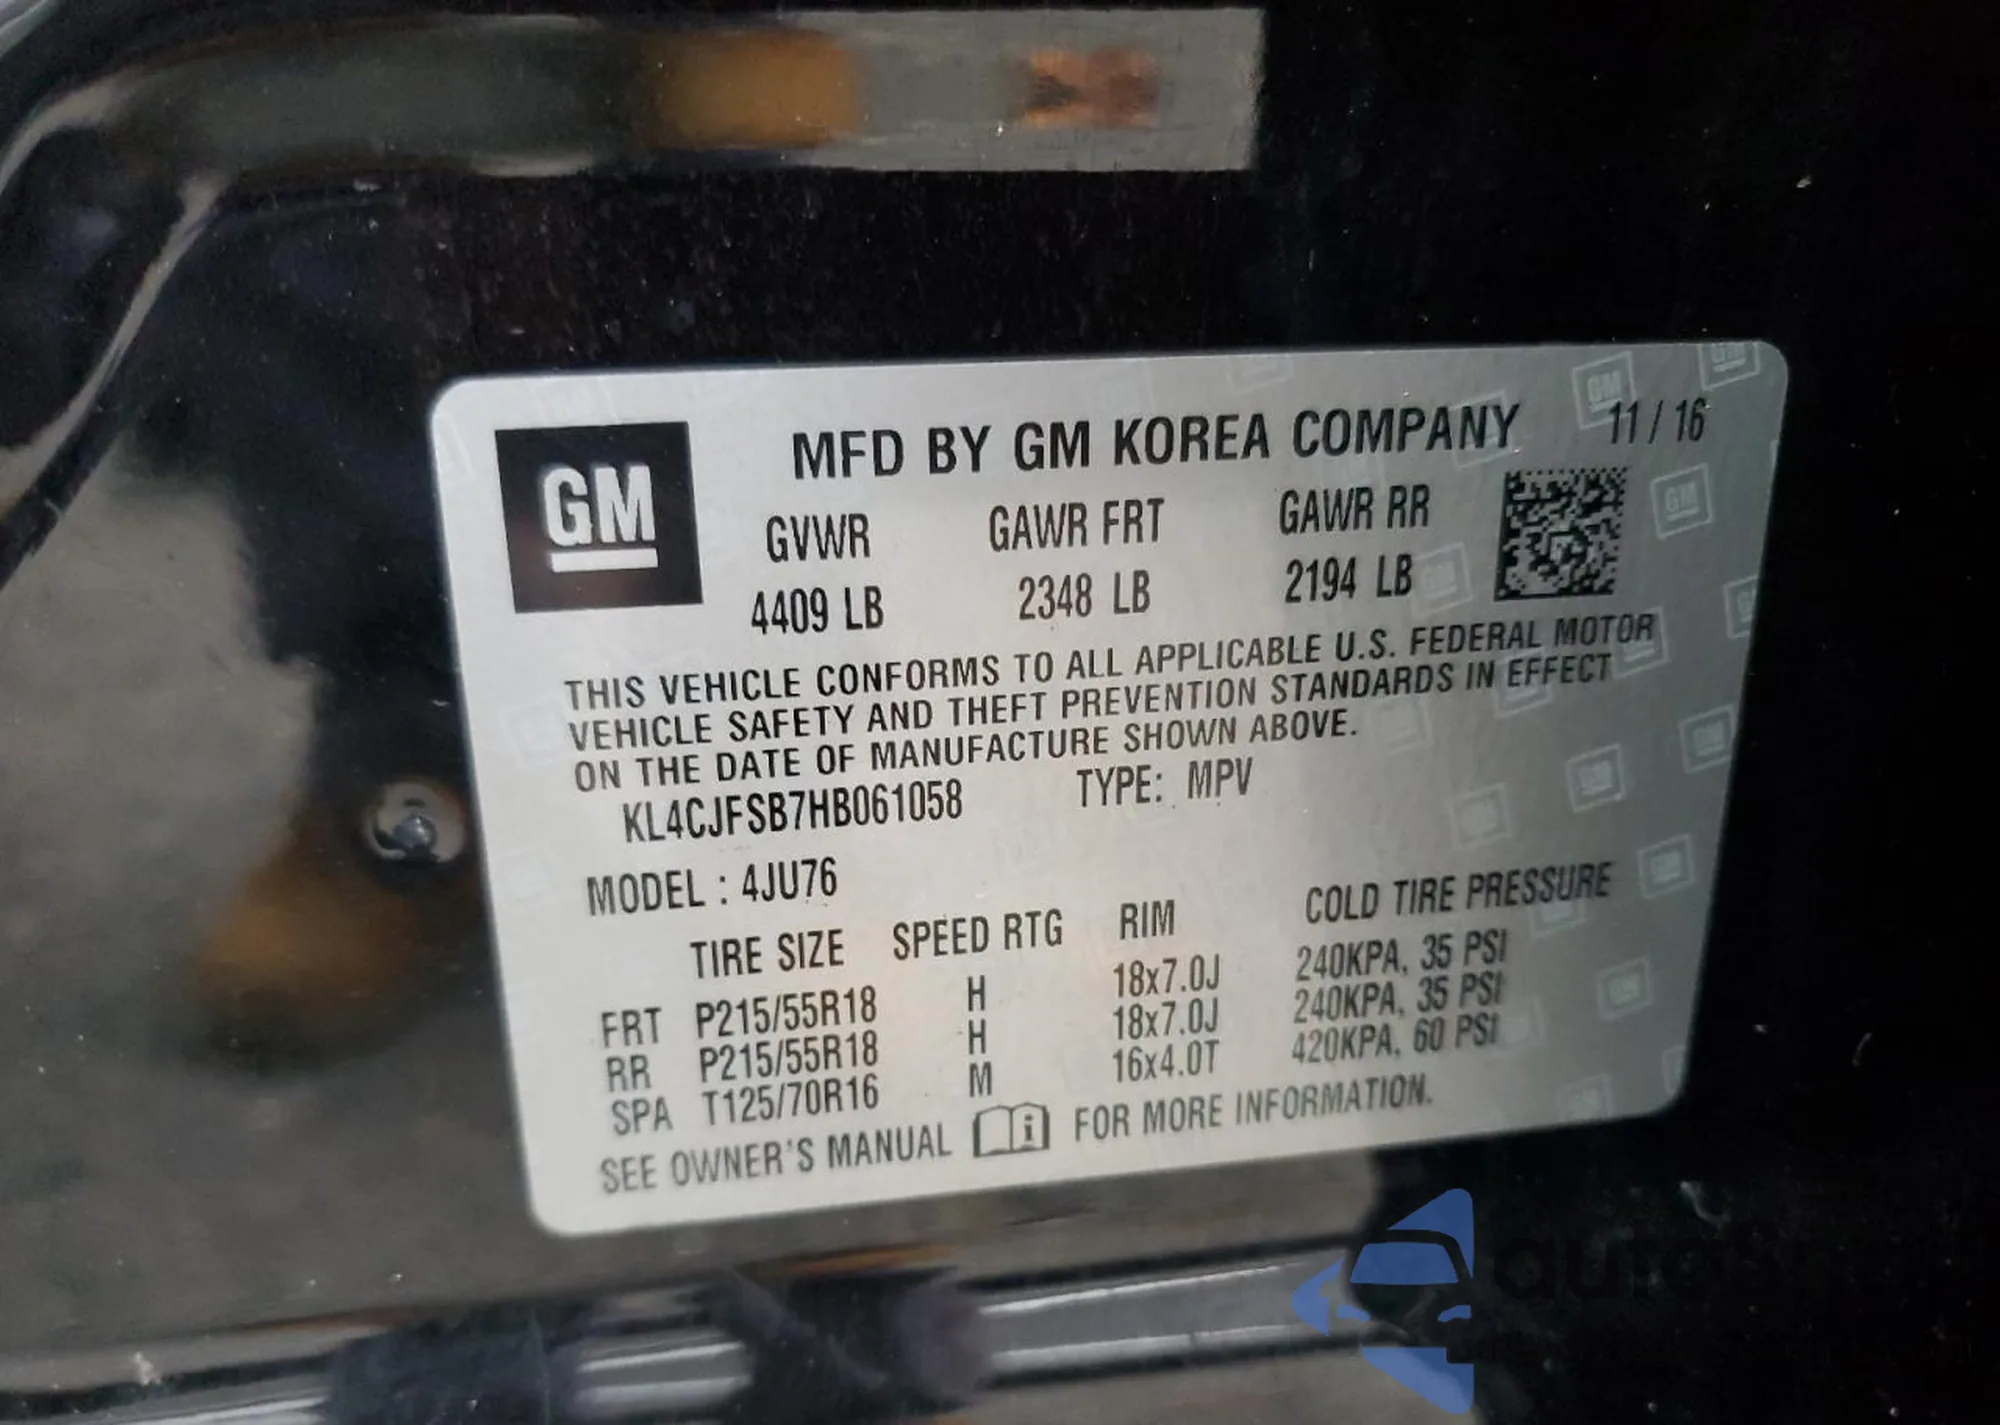 GM
MFD BY GM KOREA COMPANY 11 / 16
GVWR GAWR FRT GAWR RR
4409 LB 2348 LB 2194 LB
THIS VEHICLE CONFORMS TO ALL APPLICABLE U.S. FEDERAL MOTOR
VEHICLE SAFETY AND THEFT PREVENTION STANDARDS IN EFFECT
ON THE DATE OF MANUFACTURE SHOWN ABOVE.
KL4CJFSB7HB061058 TYPE: MPV
MODEL : 4JU76
TIRE SIZE SPEED RTG RIM COLD TIRE PRESSURE
FRT P215/55R18 H 18x7.0J 240KPA, 35 PSI
RR P215/55R18 H 18x7.0J 240KPA, 35 PSI
SPA T125/70R16 M 16x4.0T 420KPA, 60 PSI
SEE OWNER'S MANUAL i FOR MORE INFORMATION.